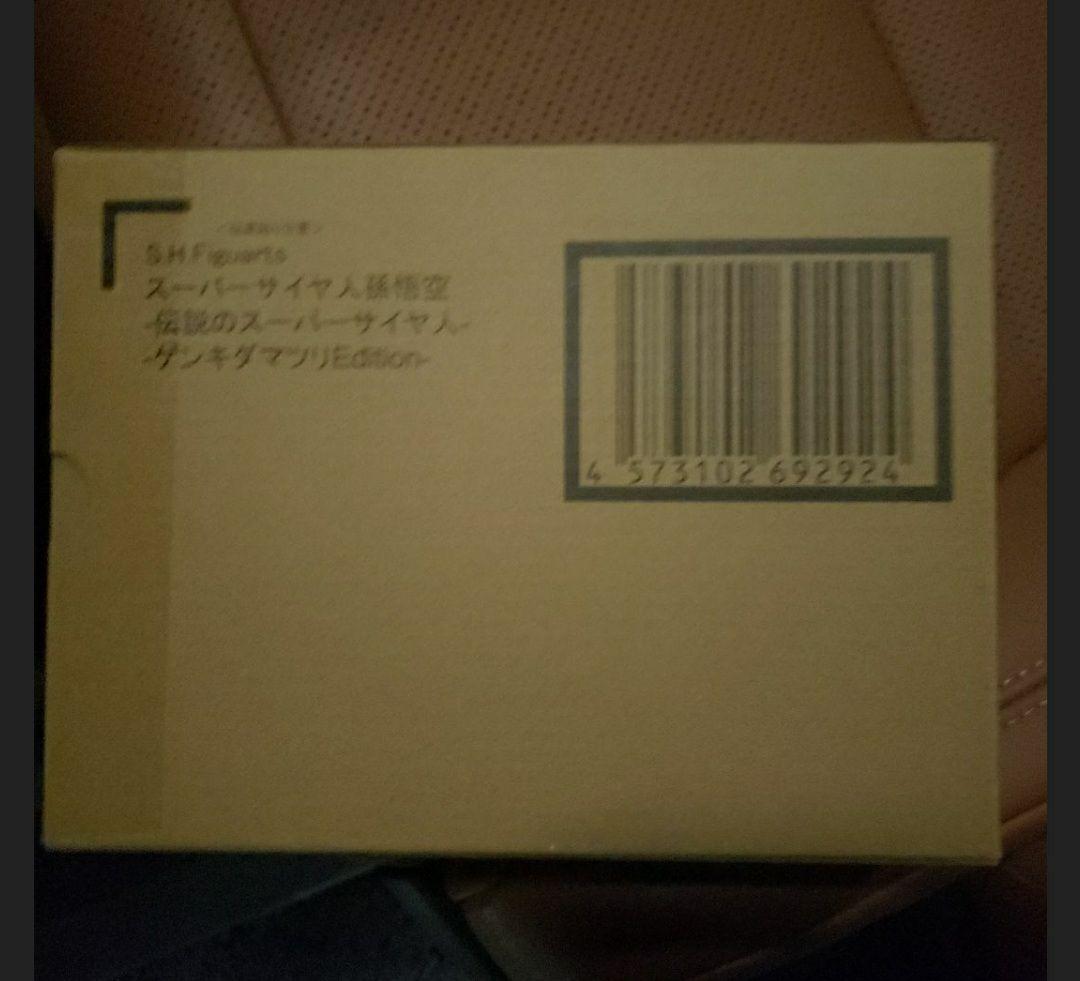 S.H.Figuarts
スーパーサイヤ人孫悟空
-伝説のスーパーサイヤ人-
-ゲンキダマツリEdition-
4 573102 692924